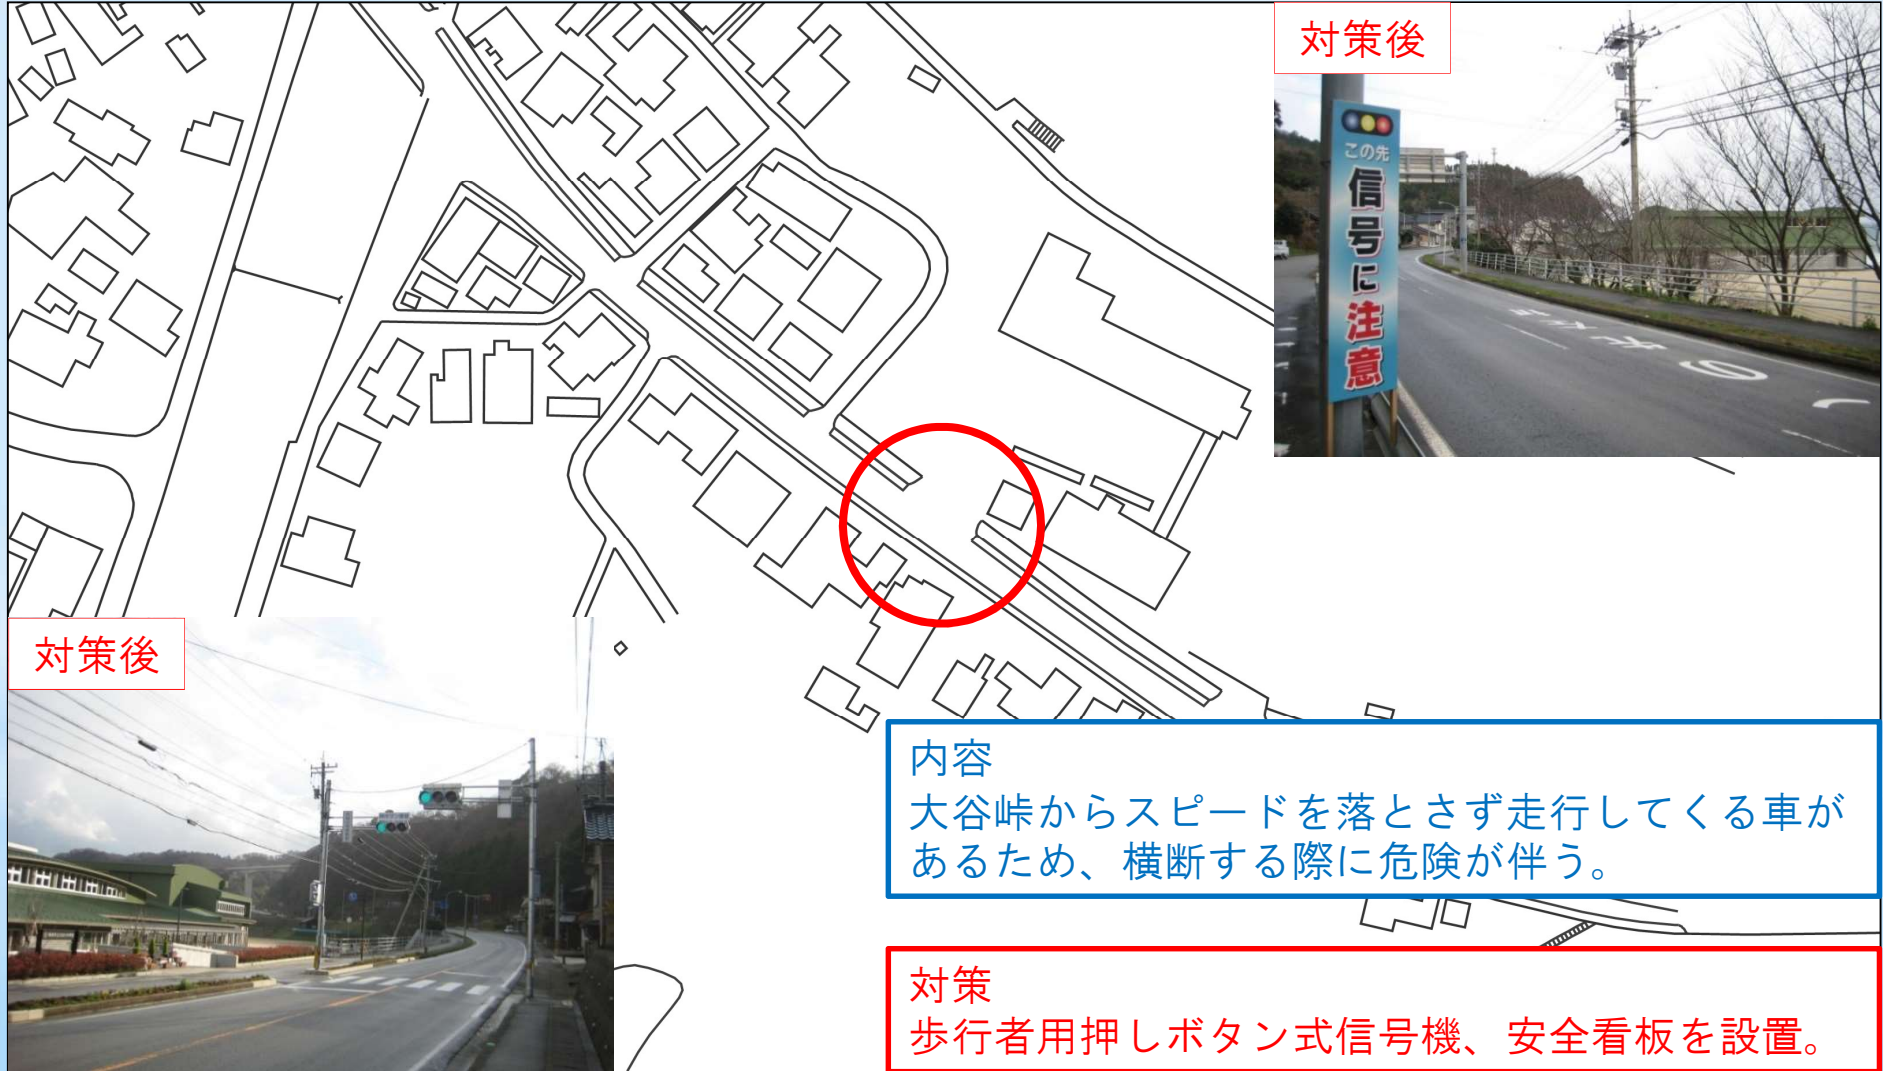 対策後
この先
信号に注意
対策後
内容
大谷峠からスピードを落とさず走行してくる車が
あるため、横断する際に危険が伴う。
対策
歩行者用押しボタン式信号機、安全看板を設置。